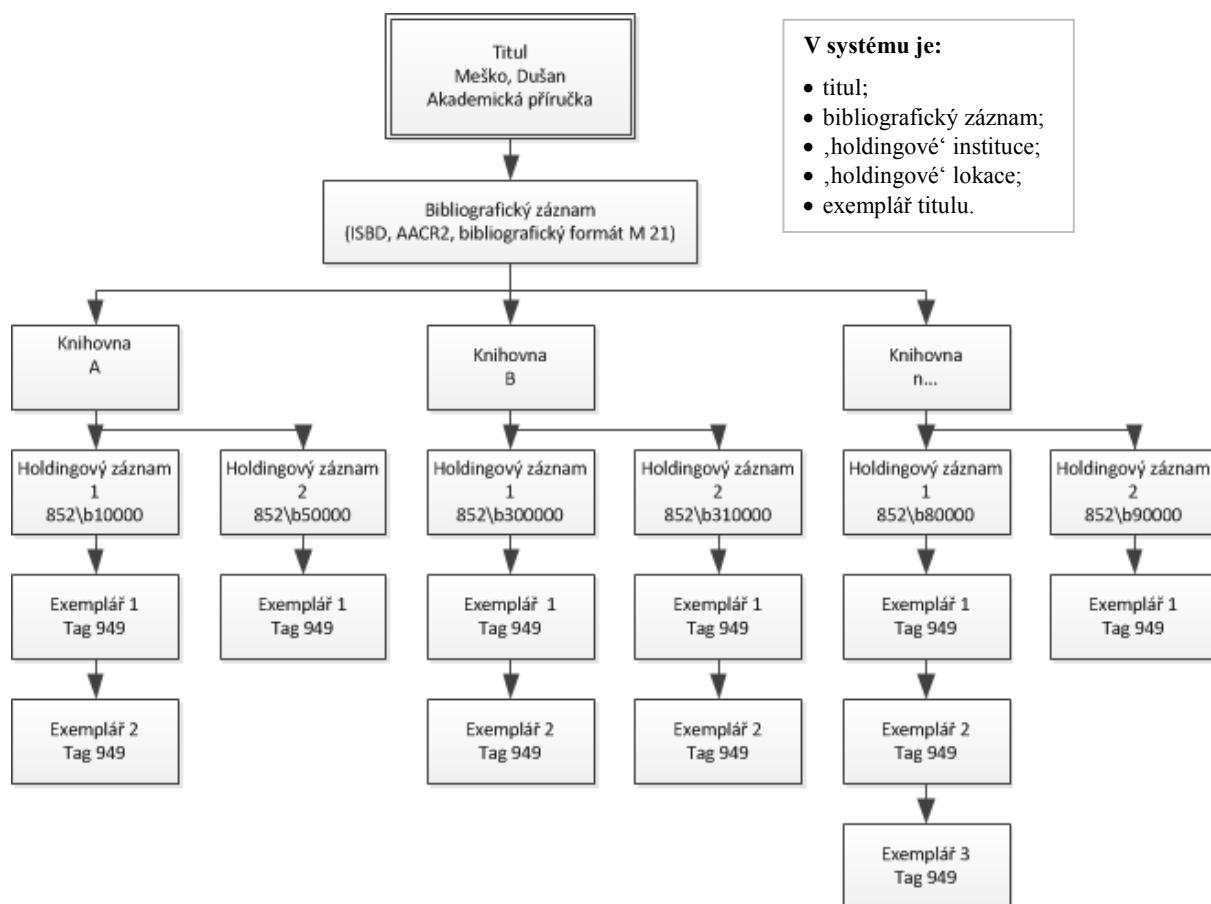 Titul
Meško, Dušan
Akademická příručka
V systému je:
• titul;
• bibliografický záznam;
• ‚holdingové‘ instituce;
• ‚holdingové‘ lokace;
• exemplář titulu.
Bibliografický záznam
(ISBD, AACR2, bibliografický formát M 21)
Knihovna
A
Knihovna
B
Knihovna
n...
Holdingový záznam
1
852\b10000
Holdingový záznam
2
852\b50000
Holdingový záznam
1
852\b300000
Holdingový záznam
2
852\b310000
Holdingový záznam
1
852\b80000
Holdingový záznam
2
852\b90000
Exemplář 1
Tag 949
Exemplář 1
Tag 949
Exemplář 1
Tag 949
Exemplář 1
Tag 949
Exemplář 1
Tag 949
Exemplář 1
Tag 949
Exemplář 2
Tag 949
Exemplář 2
Tag 949
Exemplář 2
Tag 949
Exemplář 2
Tag 949
Exemplář 3
Tag 949